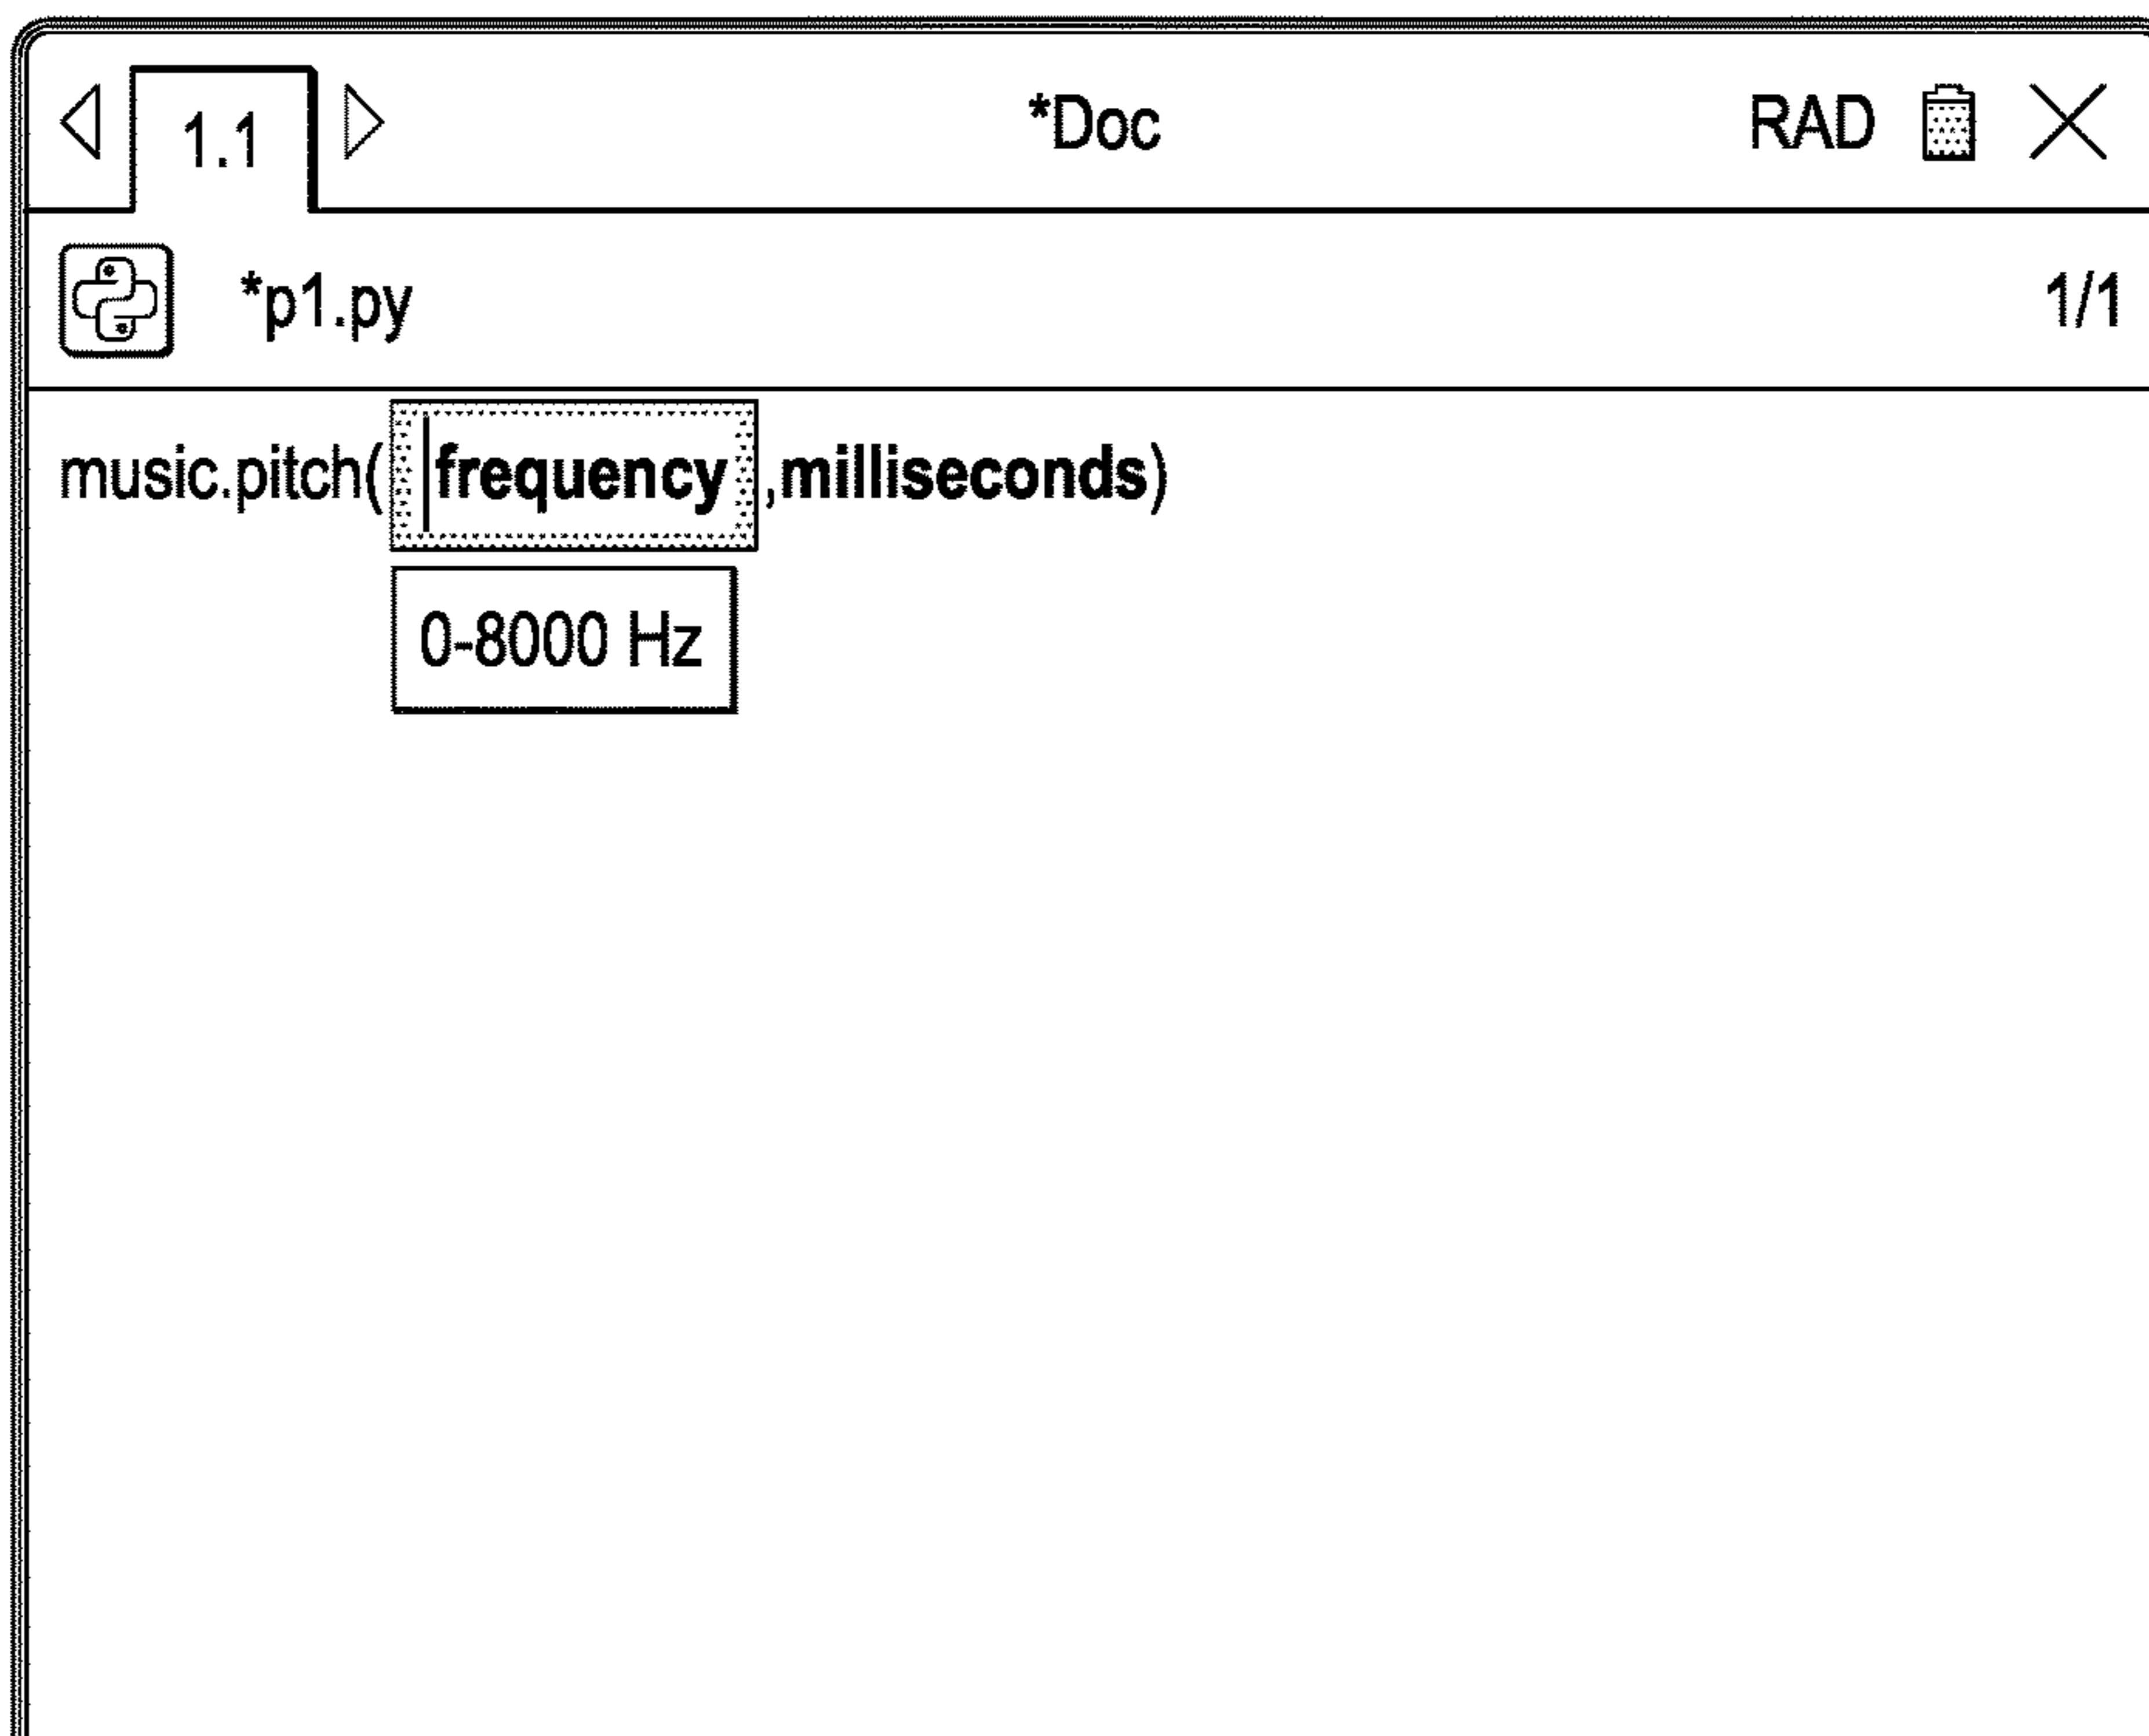 1.1 *Doc RAD
*p1.py 1/1
music.pitch(frequency,milliseconds)
0-8000 Hz